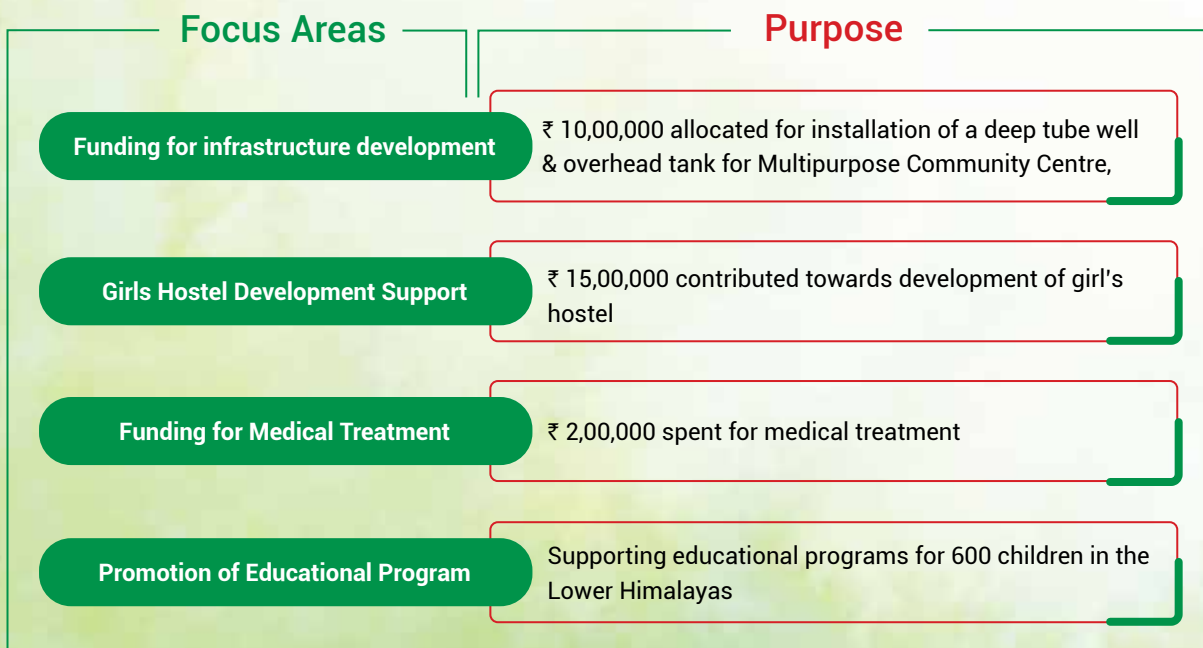 Focus Areas
Purpose
Funding for infrastructure development
₹ 10,00,000 allocated for installation of a deep tube well
& overhead tank for Multipurpose Community Centre,
Girls Hostel Development Support
₹ 15,00,000 contributed towards development of girl's
hostel
Funding for Medical Treatment
₹ 2,00,000 spent for medical treatment
Promotion of Educational Program
Supporting educational programs for 600 children in the
Lower Himalayas